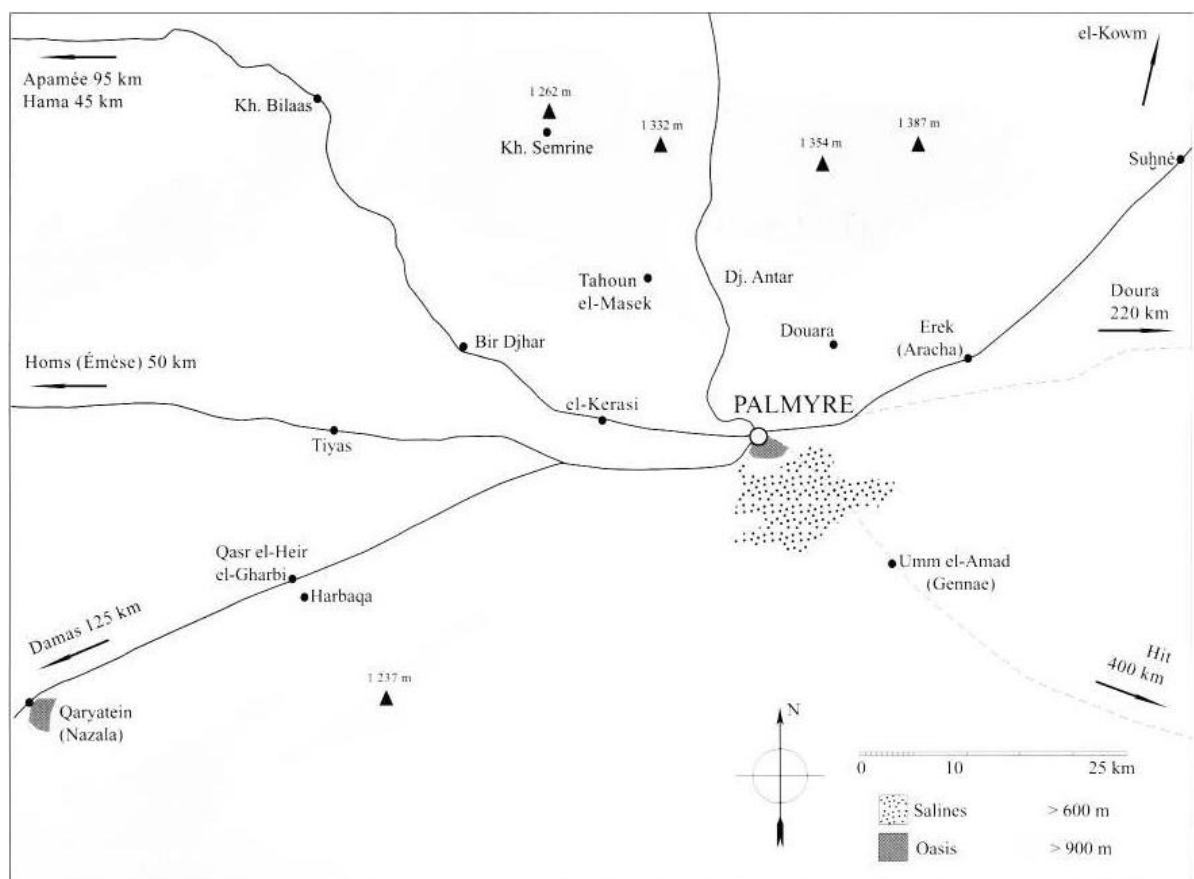 el-Kowm
Apamée 95 km
Hama 45 km
Kh. Bilaas
1 262 m
Kh. Semrine
1 332 m
1 354 m
1 387 m
Suḫné
Tahoun
el-Masek
Dj. Antar
Doura
220 km
Douara
Erek
(Aracha)
Bir Djhar
Homs (Émèse) 50 km
el-Kerasi
PALMYRE
Tiyas
Qasr el-Heir
el-Gharbi
Harbaqa
Umm el-Amad
(Gennae)
Damas 125 km
Hit
400 km
1 237 m
Qaryatein
(Nazala)
N
0 10 25 km
Salines > 600 m
Oasis > 900 m